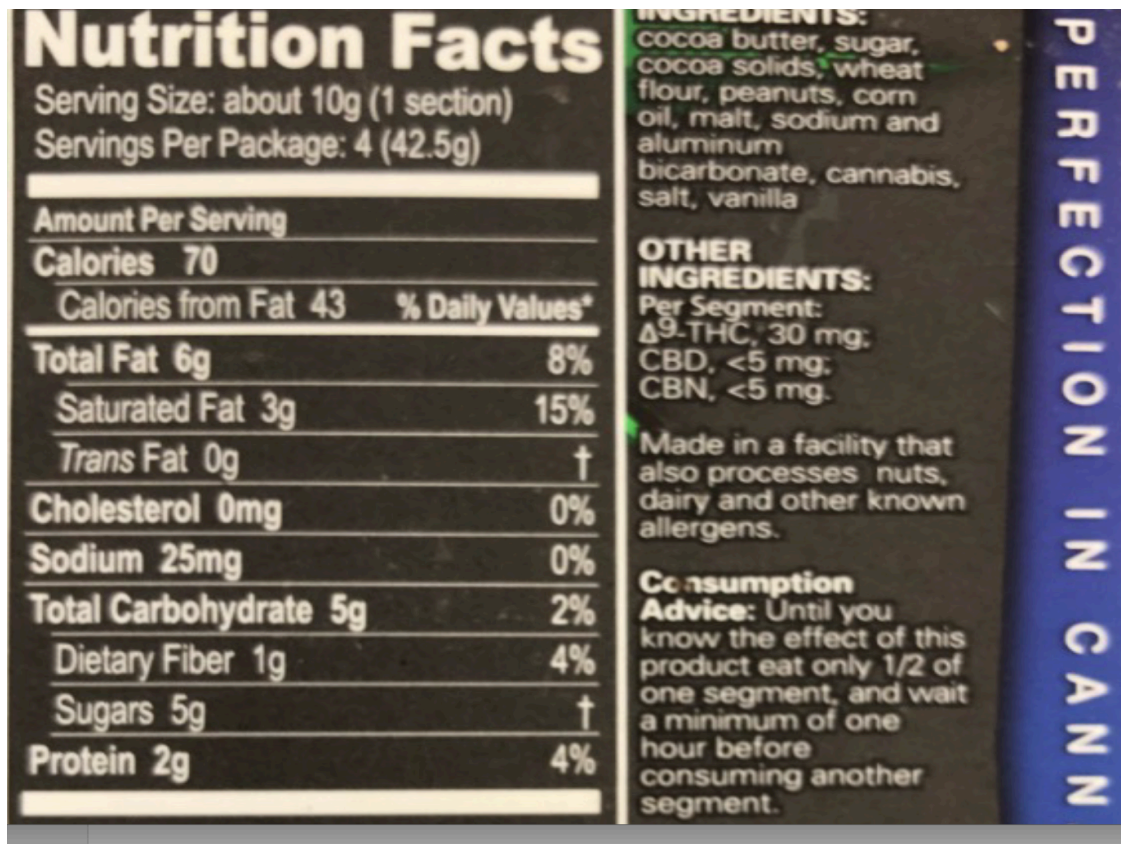 Nutrition Facts
Serving Size: about 10g (1 section)
Servings Per Package: 4 (42.5g)
Amount Per Serving
Calories 70
Calories from Fat 43 % Daily Values*
Total Fat 6g 8%
Saturated Fat 3g 15%
Trans Fat 0g †
Cholesterol 0mg 0%
Sodium 25mg 0%
Total Carbohydrate 5g 2%
Dietary Fiber 1g 4%
Sugars 5g †
Protein 2g 4%
INGREDIENTS:
cocoa butter, sugar,
cocoa solids, wheat
flour, peanuts, corn
oil, malt, sodium and
aluminum
bicarbonate, cannabis,
salt, vanilla
OTHER
INGREDIENTS:
Per Segment:
Δ9-THC, 30 mg;
CBD, <5 mg;
CBN, <5 mg.
Made in a facility that
also processes nuts,
dairy and other known
allergens.
Consumption
Advice: Until you
know the effect of this
product eat only 1/2 of
one segment, and wait
a minimum of one
hour before
consuming another
segment.
PERFECTION IN CANN